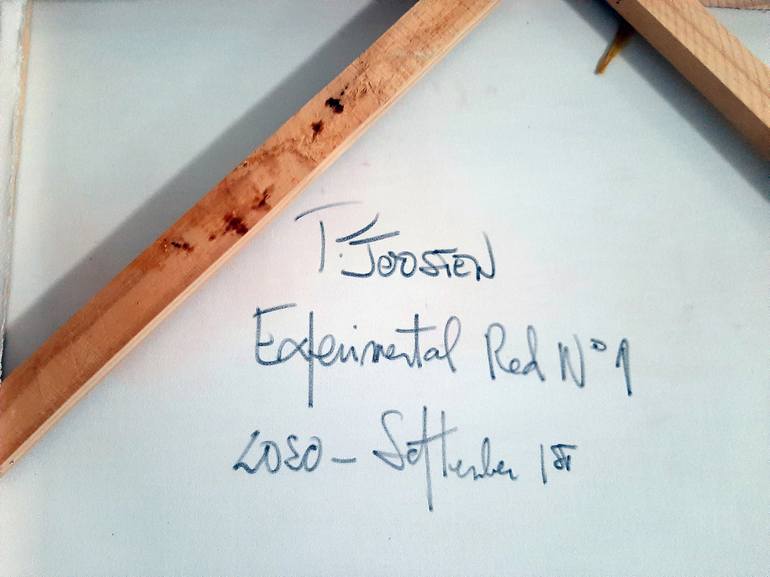 T. JOOSTEN
Experimental Red N° 1
2020 – September 1st